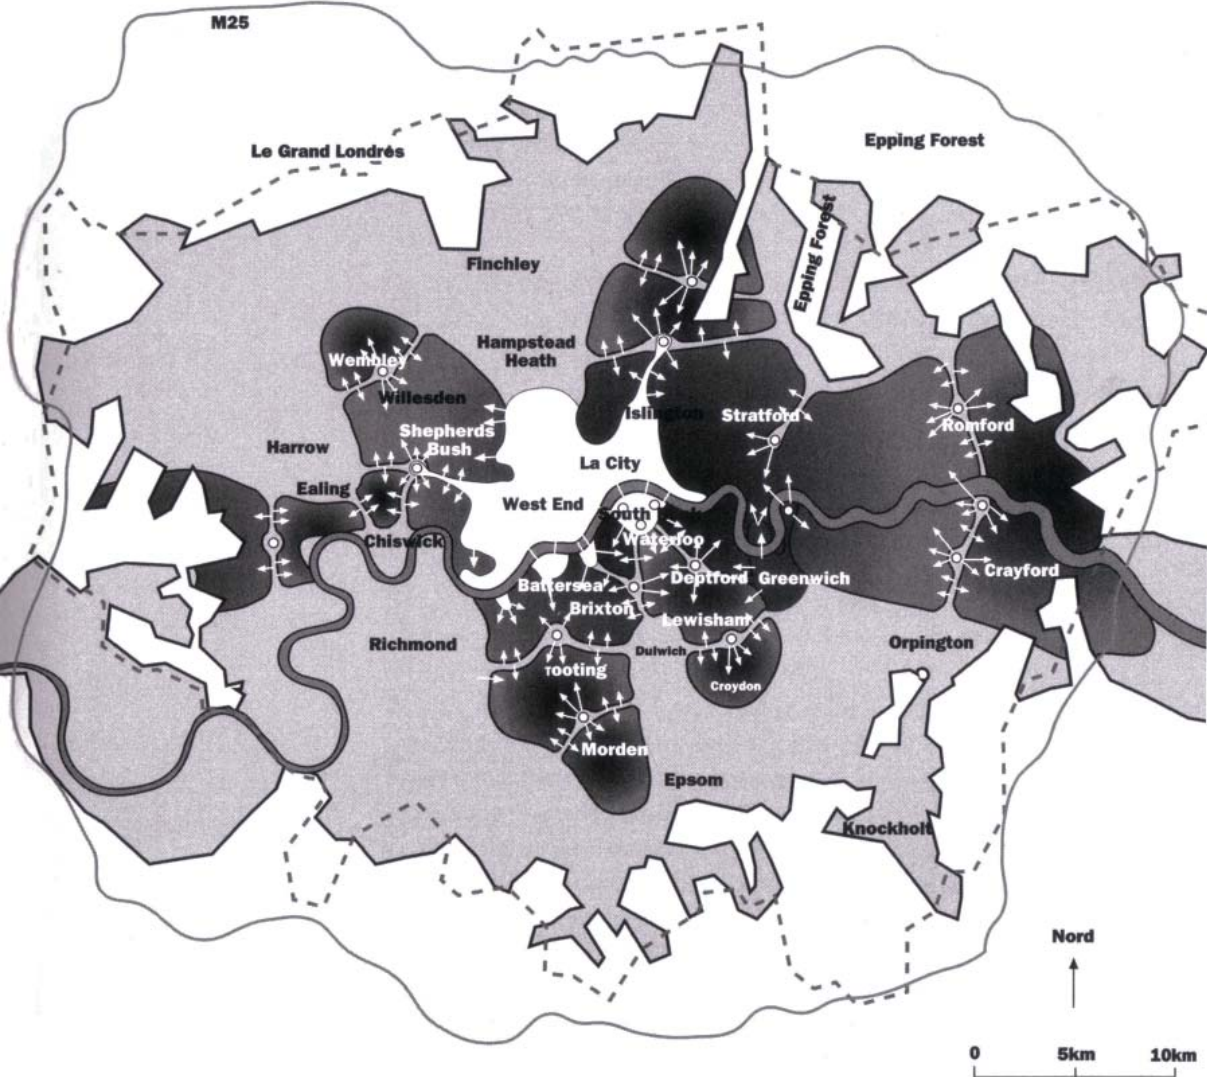 M25
Le Grand Londres
Epping Forest
Epping Forest
Finchley
Hampstead
Heath
Wembley
Willesden
Islington
Stratford
Romford
Shepherds
Bush
Harrow
La City
Ealing
West End
South Bank
Chiswick
Waterloo
Battersea
Deptford
Greenwich
Crayford
Brixton
Lewisham
Richmond
Dulwich
Orpington
Tooting
Croydon
Morden
Epsom
Knockholt
Nord
0 5km 10km